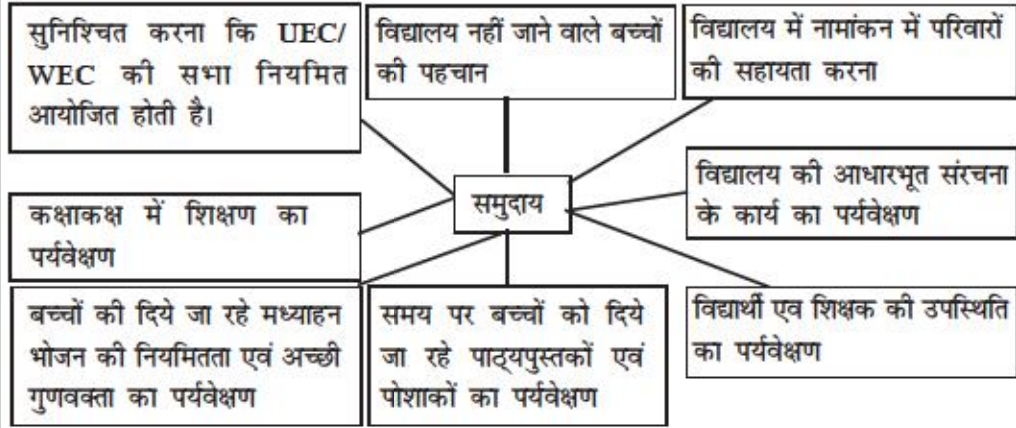 सुनिश्चित करना कि UEC/
WEC की सभा नियमित
आयोजित होती है।
विद्यालय नहीं जाने वाले बच्चों
की पहचान
विद्यालय में नामांकन में परिवारों
की सहायता करना
समुदाय
विद्यालय की आधारभूत संरचना
के कार्य का पर्यवेक्षण
कक्षाकक्ष में शिक्षण का
पर्यवेक्षण
बच्चों की दिये जा रहे मध्याहन
भोजन की नियमितता एवं अच्छी
गुणवक्ता का पर्यवेक्षण
समय पर बच्चों को दिये
जा रहे पाठ्यपुस्तकों एवं
पोशाकों का पर्यवेक्षण
विद्यार्थी एव शिक्षक की उपस्थिति
का पर्यवेक्षण